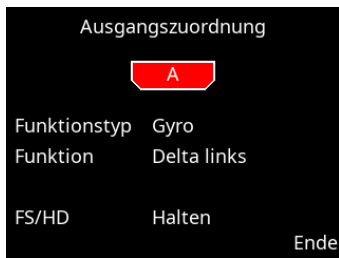 Ausgangszuordnung
A
Funktionstyp Gyro
Funktion Delta links
FS/HD Halten
Ende